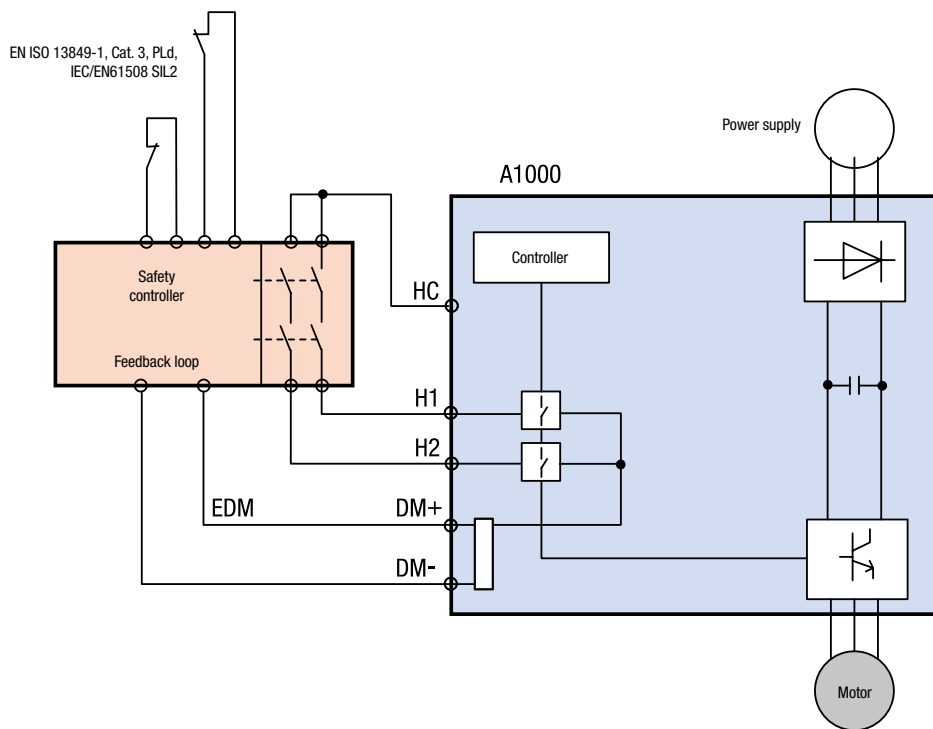 EN ISO 13849-1, Cat. 3, PLd,
IEC/EN61508 SIL2
Power supply
A1000
Controller
Safety
controller
HC
Feedback loop
H1
H2
EDM
DM+
DM-
Motor